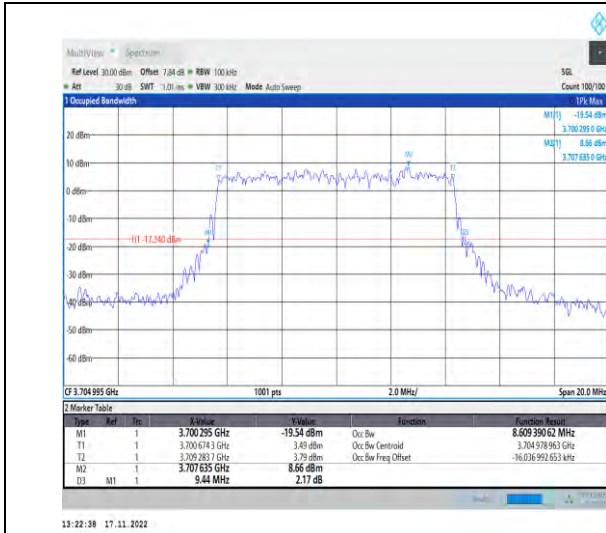 MultiView Spectrum
Ref Level 30.00 dBm Offset 7.84 dB RBW 100 kHz SGL
Att 30 dB SWT 1.01 ms VBW 300 kHz Mode Auto Sweep Count 100/100
1 Occupied Bandwidth 1Pk Max
M1[1] -19.54 dBm
3.700 295 0 GHz
M2[1] 8.66 dBm
3.707 635 0 GHz
20 dBm
10 dBm
M2
T1
T2
0 dBm
-10 dBm
H1 -17.340 dBm
M1
D3
-20 dBm
-30 dBm
-40 dBm
-50 dBm
-60 dBm
CF 3.704 995 GHz 1001 pts 2.0 MHz/ Span 20.0 MHz
2 Marker Table
Type Ref Trc X-Value Y-Value Function Function Result
M1 1 3.700 295 GHz -19.54 dBm Occ Bw 8.609 390 62 MHz
T1 1 3.700 674 3 GHz 3.49 dBm Occ Bw Centroid 3.704 978 963 GHz
T2 1 3.709 283 7 GHz 3.79 dBm Occ Bw Freq Offset -16.036 992 653 kHz
M2 1 3.707 635 GHz 8.66 dBm
D3 M1 1 9.44 MHz 2.17 dB
13:22:38 17.11.2022